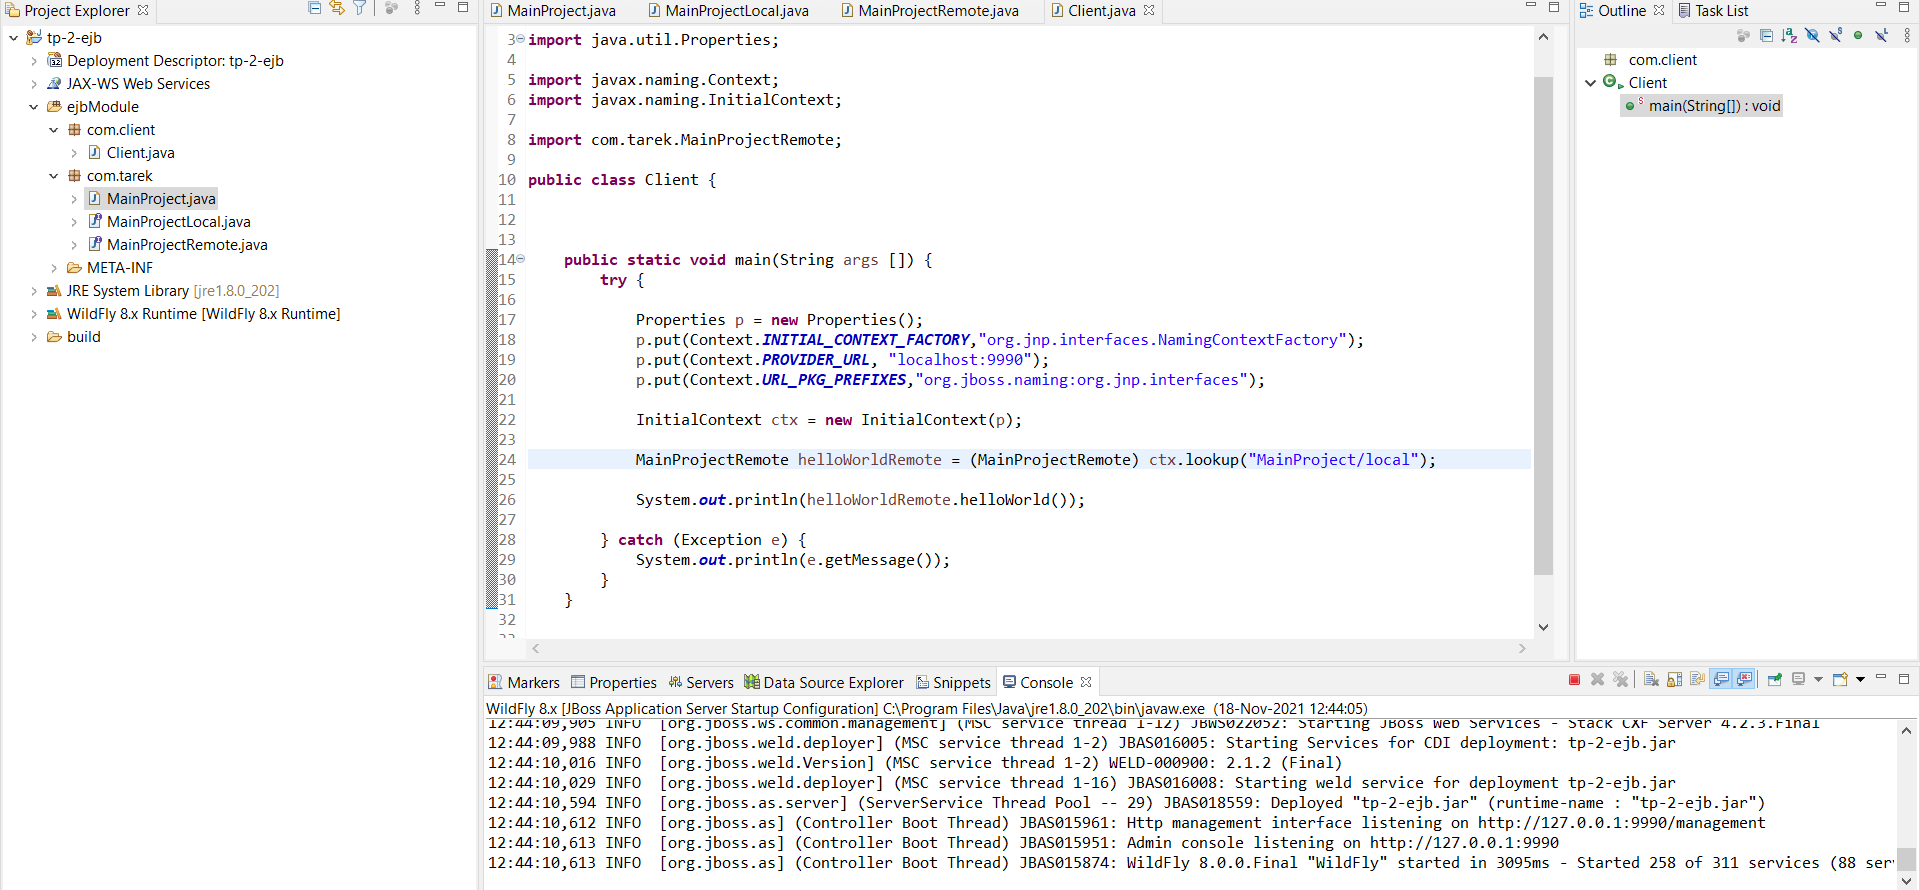 Project Explorer
tp-2-ejb
Deployment Descriptor: tp-2-ejb
JAX-WS Web Services
ejbModule
com.client
Client.java
com.tarek
MainProject.java
MainProjectLocal.java
MainProjectRemote.java
META-INF
JRE System Library [jre1.8.0_202]
WildFly 8.x Runtime [WildFly 8.x Runtime]
build
MainProject.java MainProjectLocal.java MainProjectRemote.java Client.java
3 import java.util.Properties;
4
5 import javax.naming.Context;
6 import javax.naming.InitialContext;
7
8 import com.tarek.MainProjectRemote;
9
10 public class Client {
11
12
13
14 public static void main(String args []) {
15 try {
16
17 Properties p = new Properties();
18 p.put(Context.INITIAL_CONTEXT_FACTORY,"org.jnp.interfaces.NamingContextFactory");
19 p.put(Context.PROVIDER_URL, "localhost:9990");
20 p.put(Context.URL_PKG_PREFIXES,"org.jboss.naming:org.jnp.interfaces");
21
22 InitialContext ctx = new InitialContext(p);
23
24 MainProjectRemote helloWorldRemote = (MainProjectRemote) ctx.lookup("MainProject/local");
25
26 System.out.println(helloWorldRemote.helloWorld());
27
28 } catch (Exception e) {
29 System.out.println(e.getMessage());
30 }
31 }
32
33
Outline Task List
com.client
Client
main(String[]) : void
Markers Properties Servers Data Source Explorer Snippets Console
WildFly 8.x [JBoss Application Server Startup Configuration] C:\Program Files\Java\jre1.8.0_202\bin\javaw.exe (18-Nov-2021 12:44:05)
12:44:09,905 INFO [org.jboss.ws.common.management] (MSC service thread 1-12) JBWS022052: Starting JBoss Web Services - Stack CXF Server 4.2.3.Final
12:44:09,988 INFO [org.jboss.weld.deployer] (MSC service thread 1-2) JBAS016005: Starting Services for CDI deployment: tp-2-ejb.jar
12:44:10,016 INFO [org.jboss.weld.Version] (MSC service thread 1-2) WELD-000900: 2.1.2 (Final)
12:44:10,029 INFO [org.jboss.weld.deployer] (MSC service thread 1-16) JBAS016008: Starting weld service for deployment tp-2-ejb.jar
12:44:10,594 INFO [org.jboss.as.server] (ServerService Thread Pool -- 29) JBAS018559: Deployed "tp-2-ejb.jar" (runtime-name : "tp-2-ejb.jar")
12:44:10,612 INFO [org.jboss.as] (Controller Boot Thread) JBAS015961: Http management interface listening on http://127.0.0.1:9990/management
12:44:10,613 INFO [org.jboss.as] (Controller Boot Thread) JBAS015951: Admin console listening on http://127.0.0.1:9990
12:44:10,613 INFO [org.jboss.as] (Controller Boot Thread) JBAS015874: WildFly 8.0.0.Final "WildFly" started in 3095ms - Started 258 of 311 services (88 ser